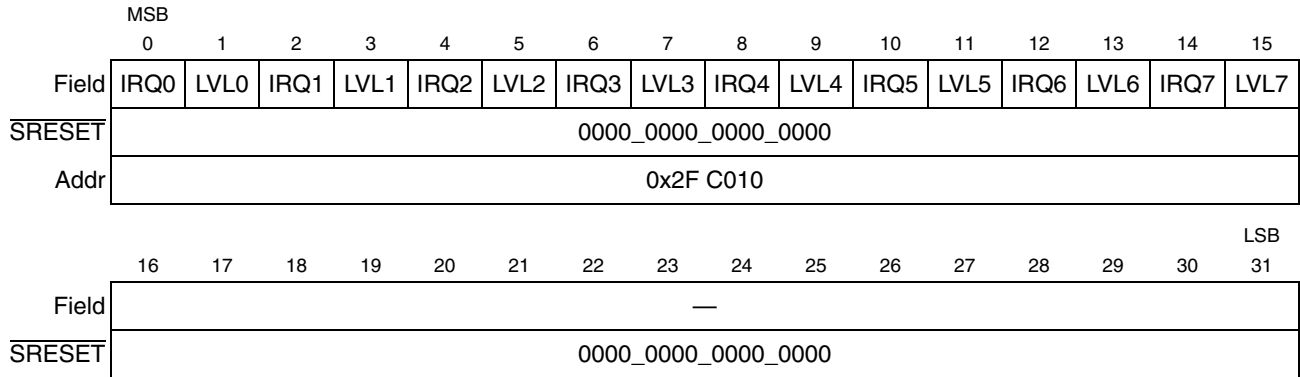 MSB
0 1 2 3 4 5 6 7 8 9 10 11 12 13 14 15
Field IRQ0 LVL0 IRQ1 LVL1 IRQ2 LVL2 IRQ3 LVL3 IRQ4 LVL4 IRQ5 LVL5 IRQ6 LVL6 IRQ7 LVL7
SRESET 0000_0000_0000_0000
Addr 0x2F C010
LSB
16 17 18 19 20 21 22 23 24 25 26 27 28 29 30 31
Field —
SRESET 0000_0000_0000_0000